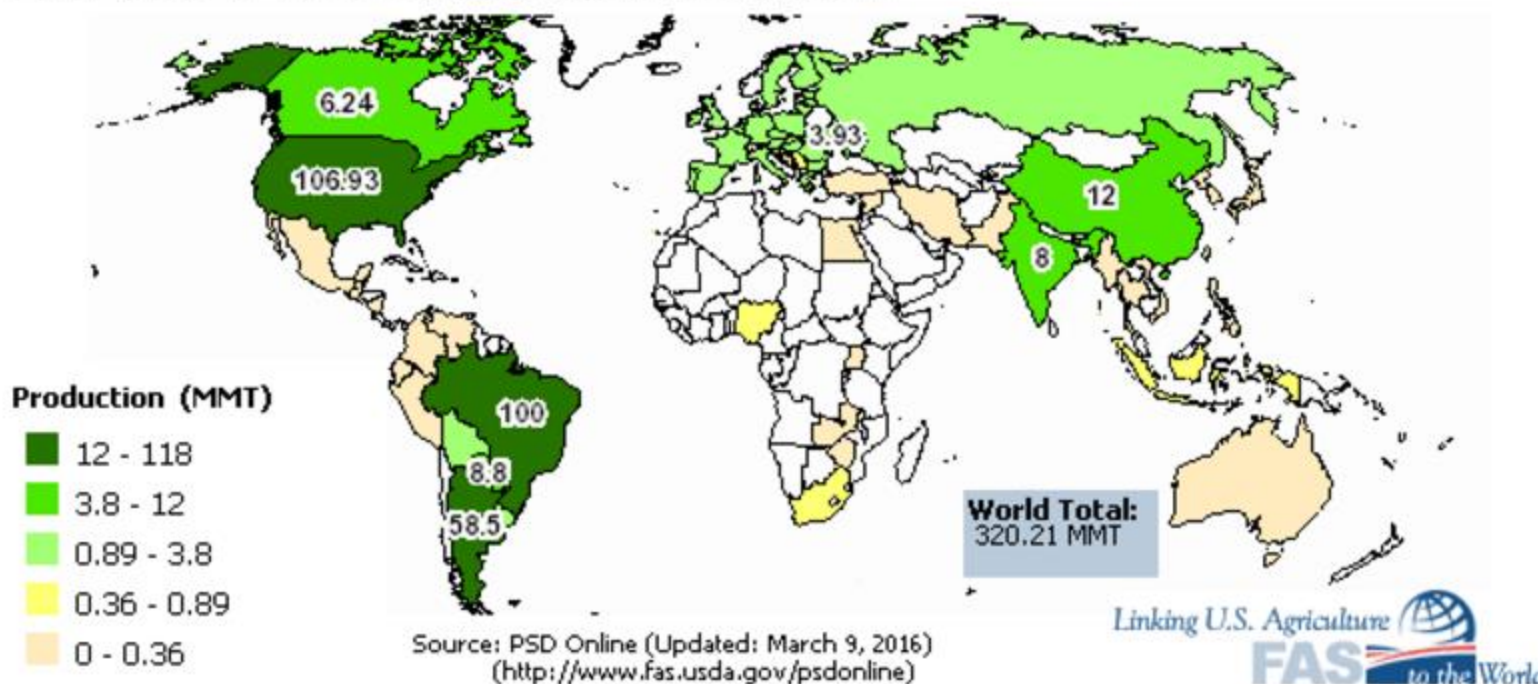 6.24
106.93
3.93
12
8
100
8.8
58.5
Production (MMT)
12 - 118
3.8 - 12
0.89 - 3.8
0.36 - 0.89
0 - 0.36
World Total:
320.21 MMT
Source: PSD Online (Updated: March 9, 2016)
(http://www.fas.usda.gov/psdonline)
Linking U.S. Agriculture
FAS
to the World